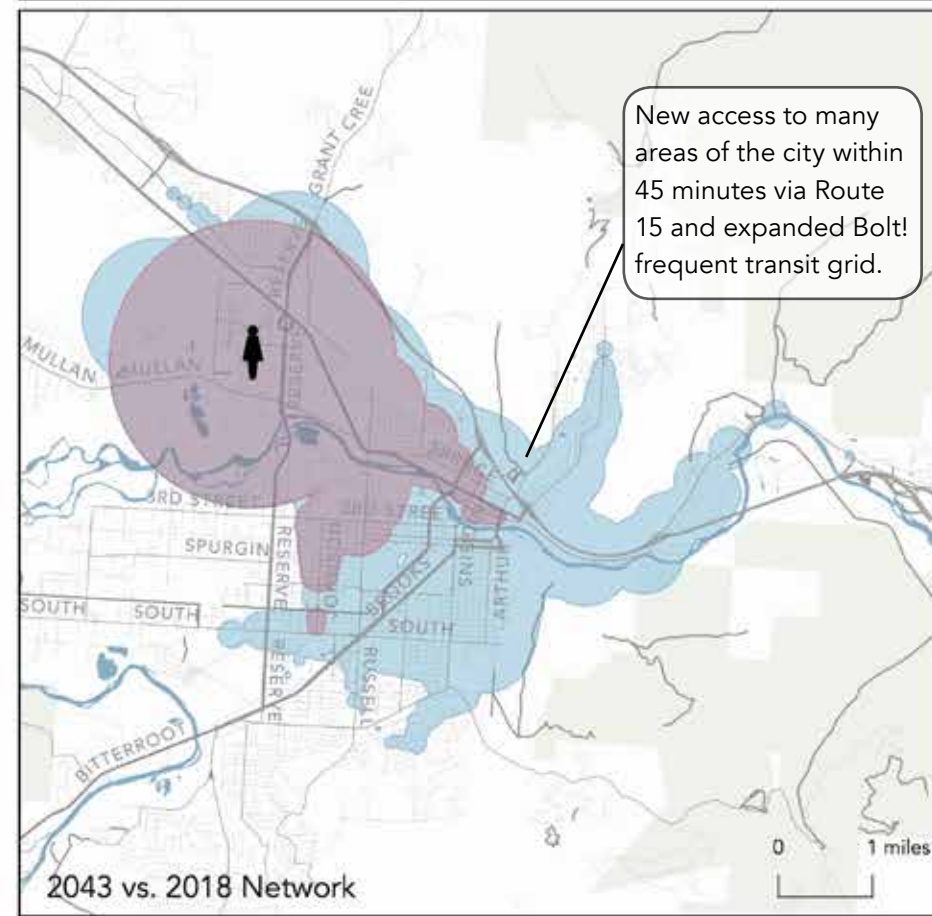 GRANT CREE
New access to many
areas of the city within
45 minutes via Route
15 and expanded Bolt!
frequent transit grid.
MULLAN
MULLAN
3RD STREET
3RD STREET
SPURGIN
RESERVE
BROOKS
ARTHUR
SOUTH
SOUTH
SOUTH
RESERVE
RUSSELL
BITTERROOT
0
1 miles
2043 vs. 2018 Network